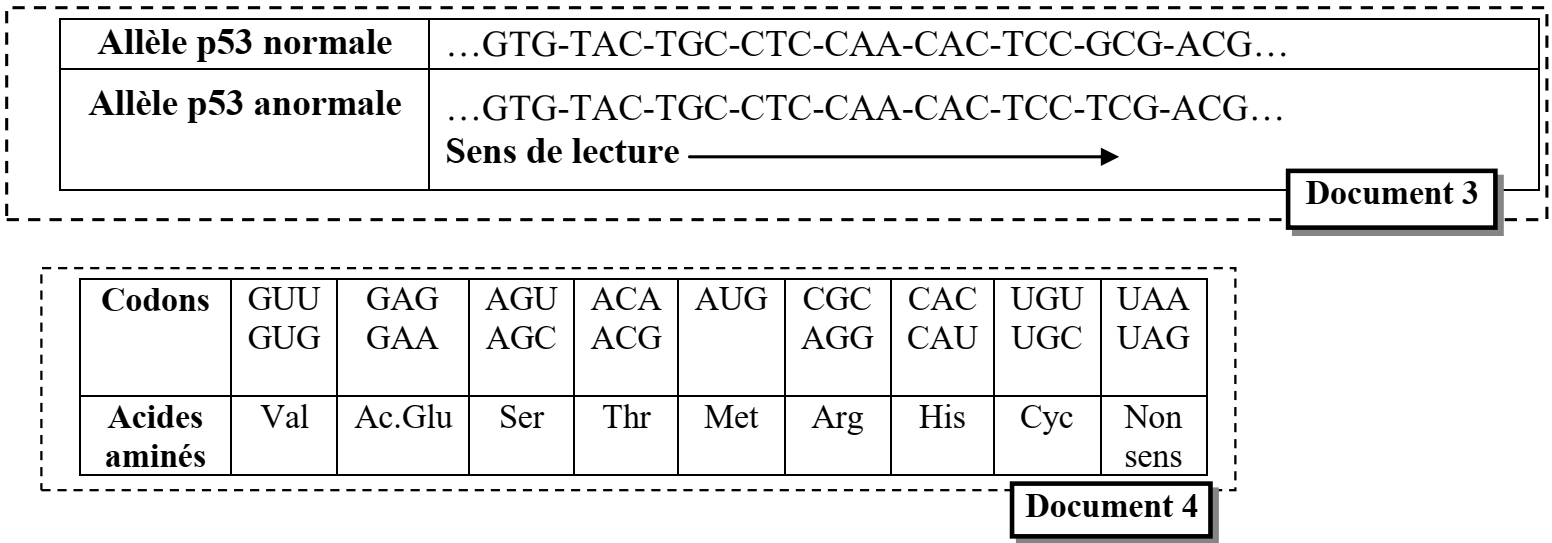 Allèle p53 normale …GTG-TAC-TGC-CTC-CAA-CAC-TCC-GCG-ACG…
Allèle p53 anormale …GTG-TAC-TGC-CTC-CAA-CAC-TCC-TCG-ACG…
Sens de lecture
Document 3
Codons GUU GAG AGU ACA AUG CGC CAC UGU UAA
GUG GAA AGC ACG AGG CAU UGC UAG
Acides Val Ac.Glu Ser Thr Met Arg His Cyc Non
aminés sens
Document 4